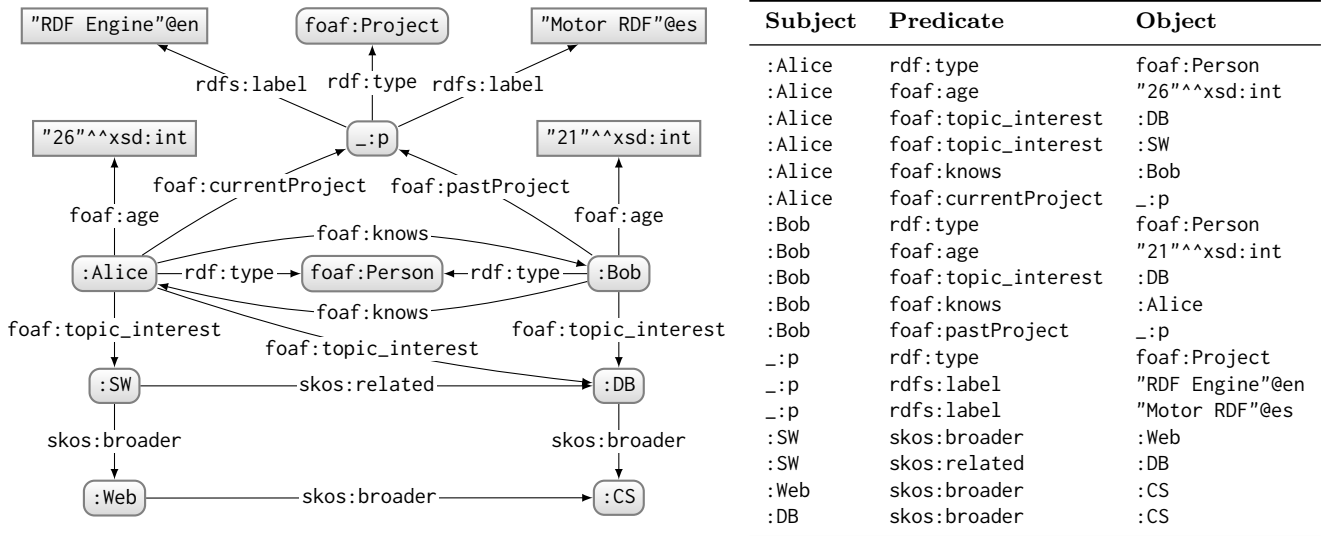 "RDF Engine"@en foaf:Project "Motor RDF"@es
rdfs:label rdf:type rdfs:label
"26"^^xsd:int _:p "21"^^xsd:int
foaf:currentProject foaf:pastProject
foaf:age foaf:age
foaf:knows
:Alice rdf:type foaf:Person rdf:type :Bob
foaf:knows
foaf:topic_interest foaf:topic_interest
foaf:topic_interest
:SW skos:related :DB
skos:broader skos:broader
:Web skos:broader :CS
Subject Predicate Object
:Alice rdf:type foaf:Person
:Alice foaf:age "26"^^xsd:int
:Alice foaf:topic_interest :DB
:Alice foaf:topic_interest :SW
:Alice foaf:knows :Bob
:Alice foaf:currentProject _:p
:Bob rdf:type foaf:Person
:Bob foaf:age "21"^^xsd:int
:Bob foaf:topic_interest :DB
:Bob foaf:knows :Alice
:Bob foaf:pastProject _:p
_:p rdf:type foaf:Project
_:p rdfs:label "RDF Engine"@en
_:p rdfs:label "Motor RDF"@es
:SW skos:broader :Web
:SW skos:related :DB
:Web skos:broader :CS
:DB skos:broader :CS